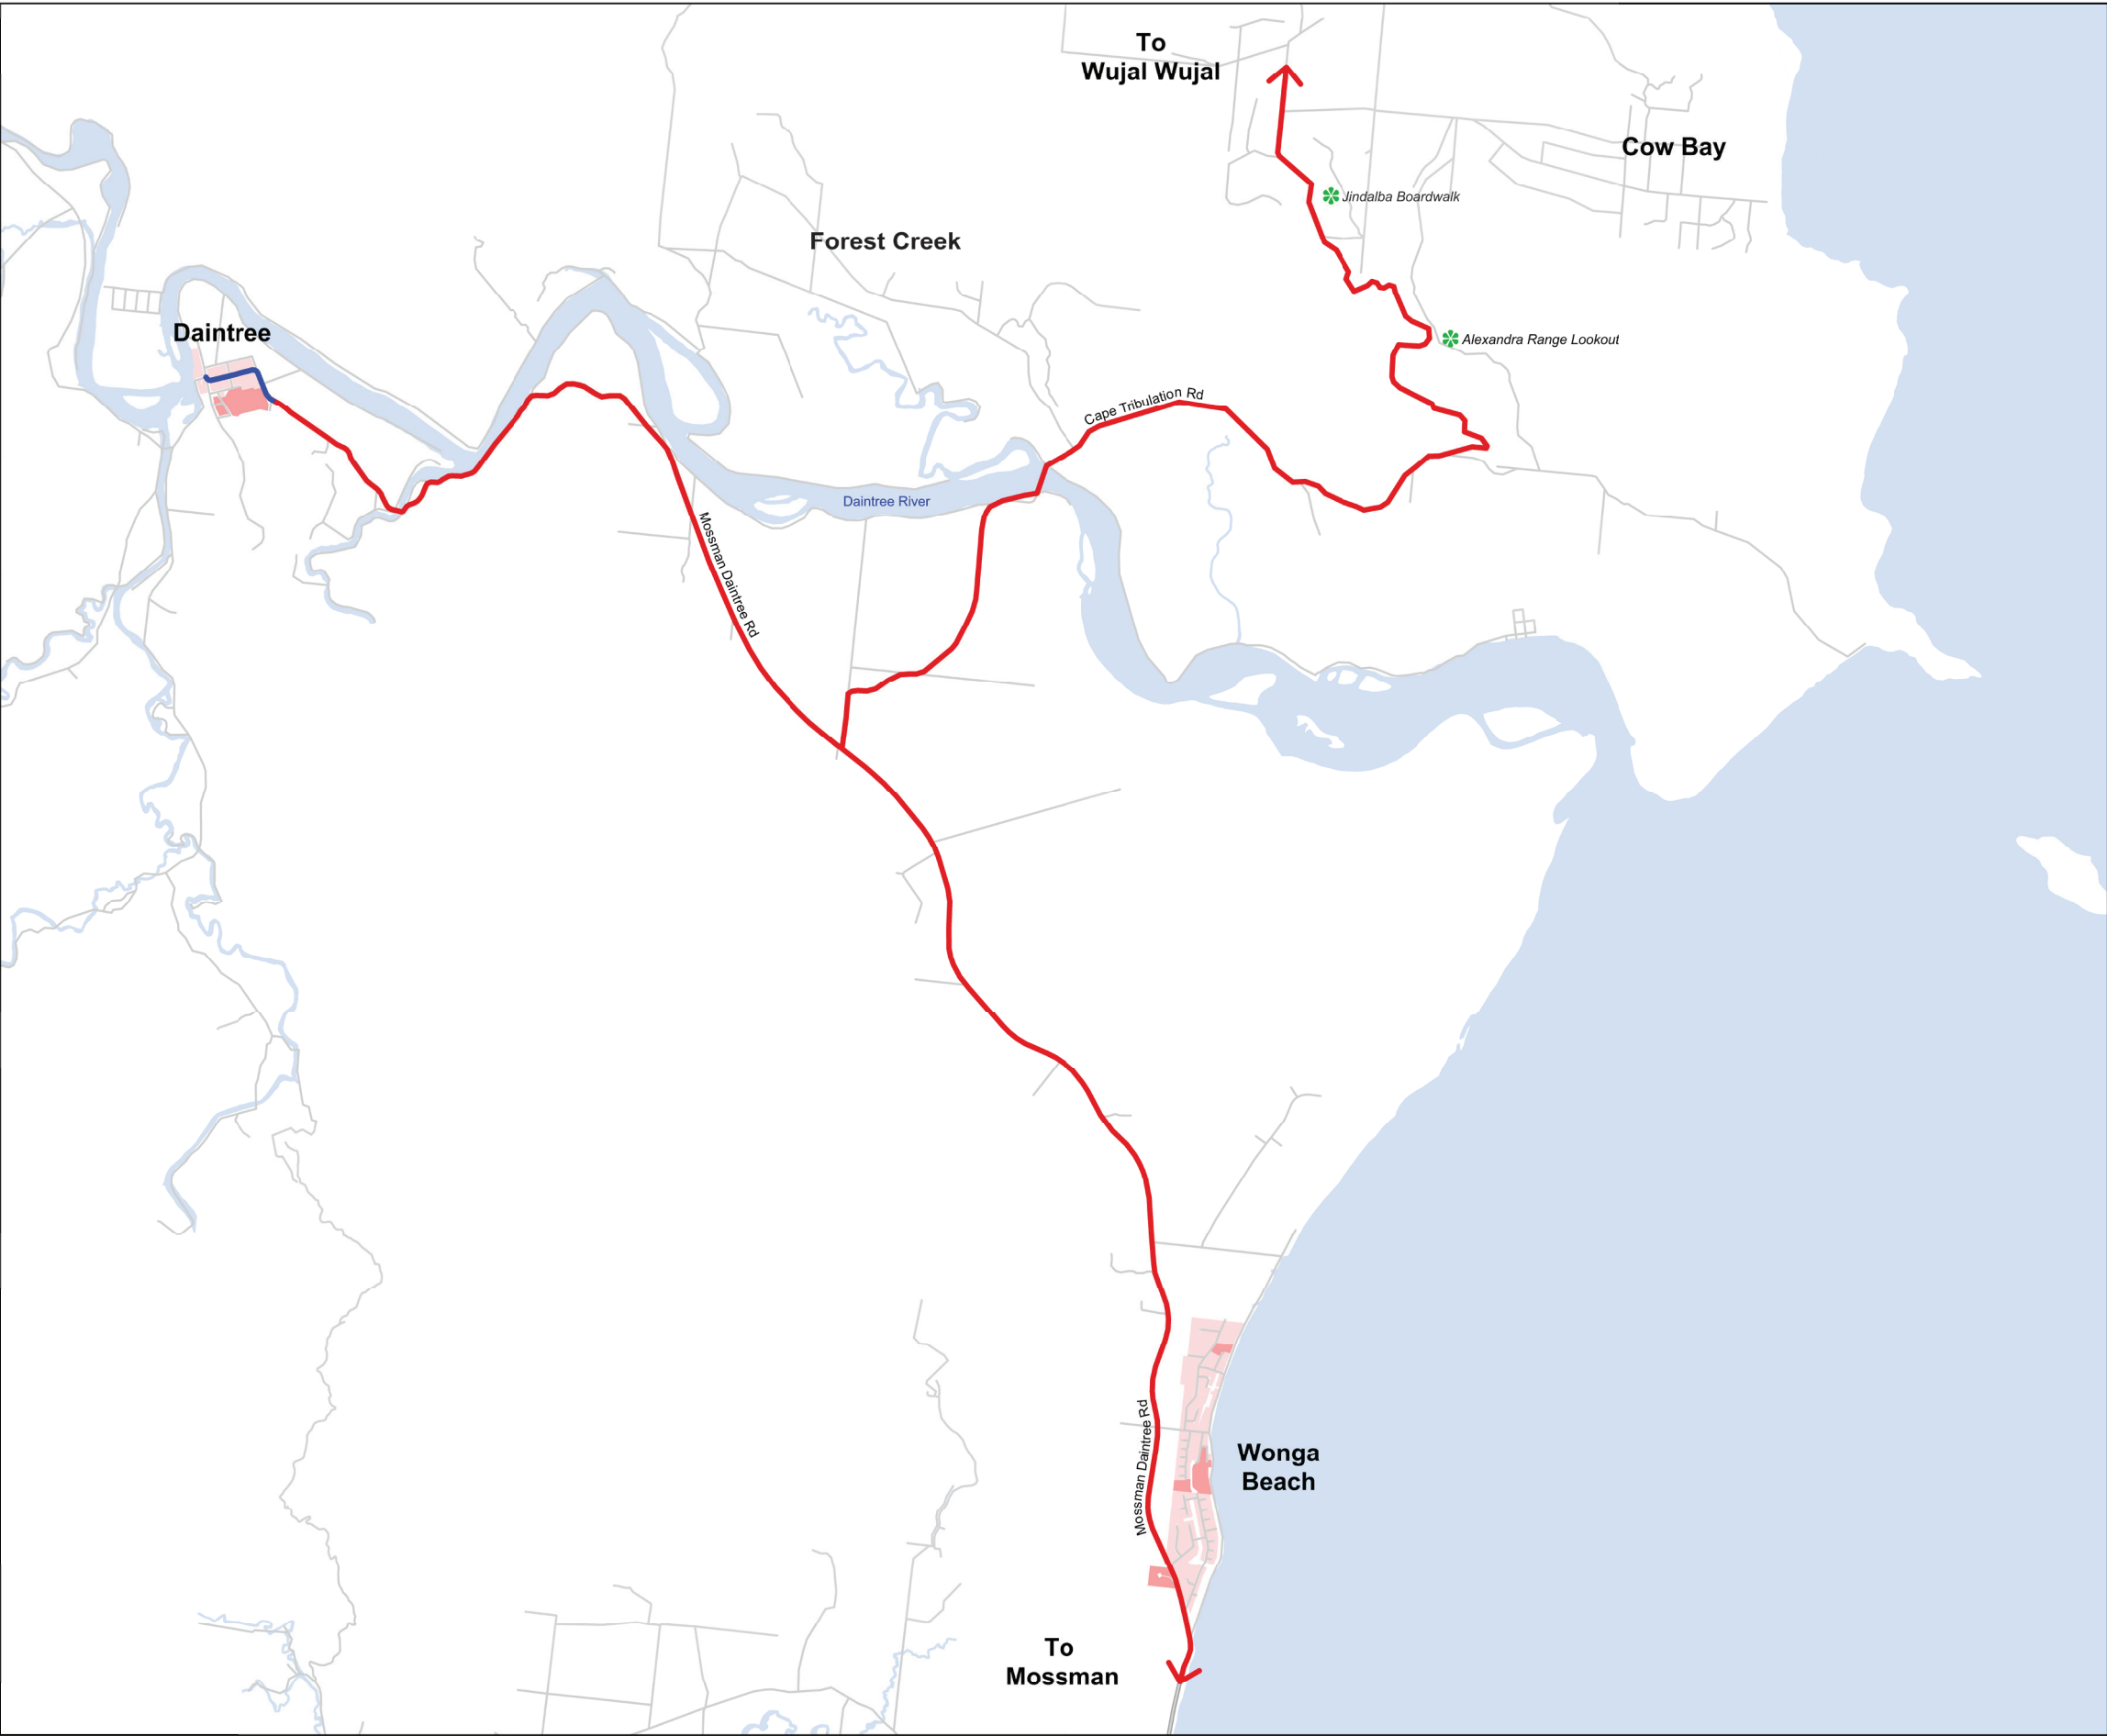 To
Wujal Wujal
Cow Bay
Jindalba Boardwalk
Forest Creek
Daintree
Alexandra Range Lookout
Cape Tribulation Rd
Daintree River
Mossman Daintree Rd
Mossman Daintree Rd
Wonga
Beach
To
Mossman